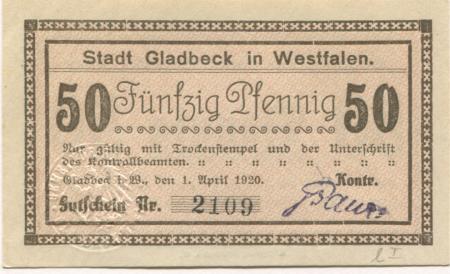 Stadt Gladbeck in Westfalen.
50 Fünfzig Pfennig 50
Nur gültig mit Trockenstempel und der Unterschrift
des Kontrollbeamten. :: :: :: :: :: :: :: :: :: ::
Gladbeck i. W., den 1. April 1920. Kontr.
Gutschein Nr. 2109